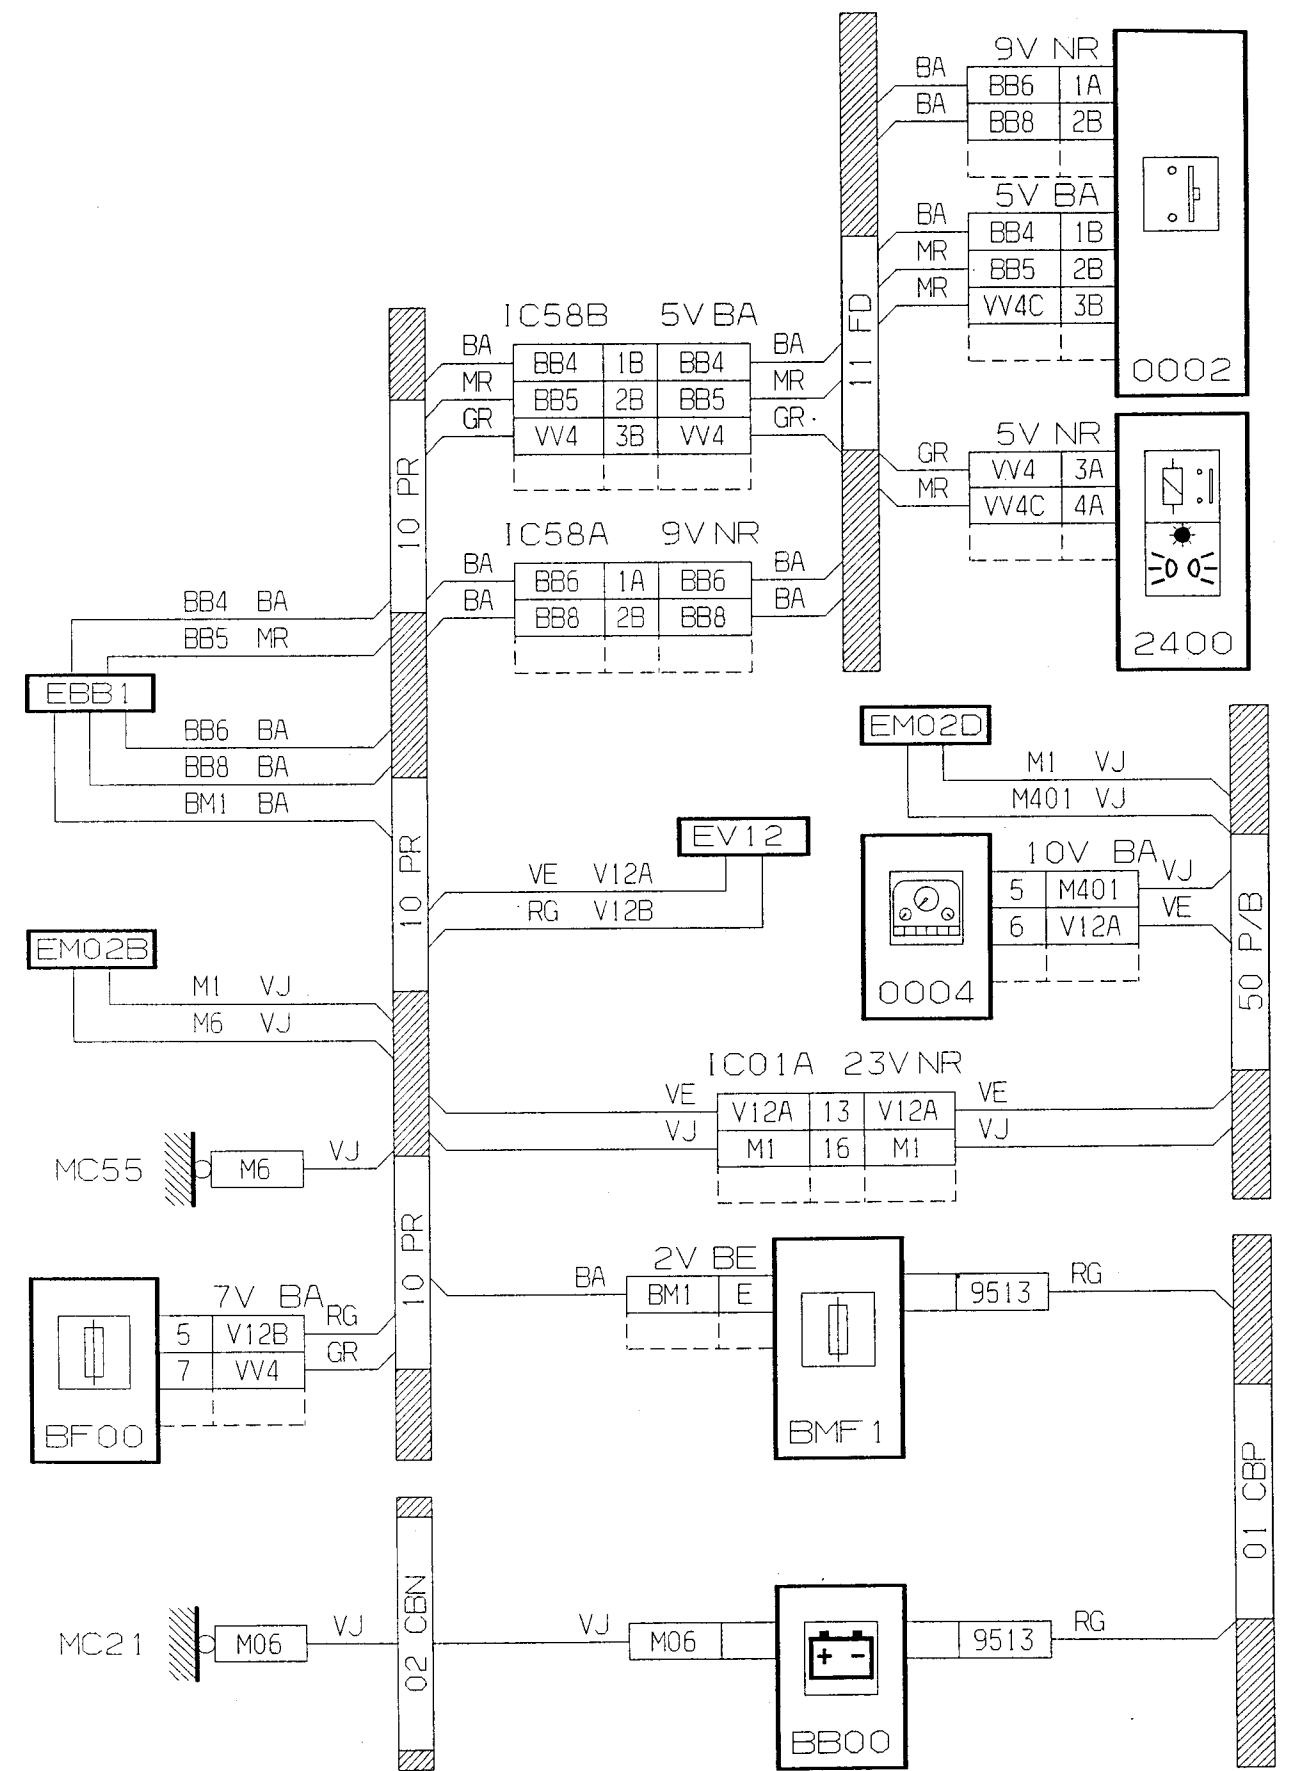 9V NR
BA BB6 1A
BA BB8 2B
5V BA
BA BB4 1B
MR BB5 2B
MR VV4C 3B
0002
11 FD
IC58B 5V BA
BA BB4 1B BB4 BA
MR BB5 2B BB5 MR
GR VV4 3B VV4 GR
5V NR
GR VV4 3A
MR VV4C 4A
2400
10 PR
IC58A 9V NR
BA BB6 1A BB6 BA
BA BB8 2B BB8 BA
BB4 BA
BB5 MR
EBB1
BB6 BA
BB8 BA
BM1 BA
EM02D
M1 VJ
M401 VJ
EV12
VE V12A
RG V12B
10 PR
10V BA
5 M401 VJ
6 V12A VE
0004
50 P/B
EM02B
M1 VJ
M6 VJ
IC01A 23V NR
VE V12A 13 V12A VE
VJ M1 16 M1 VJ
MC55 M6 VJ
10 PR
2V BE
BA BM1 E
9513 RG
BMF1
7V BA
5 V12B RG
7 VV4 GR
BF00
01 CBP
02 CBN
MC21 M06 VJ
VJ M06
9513 RG
+ -
BB00